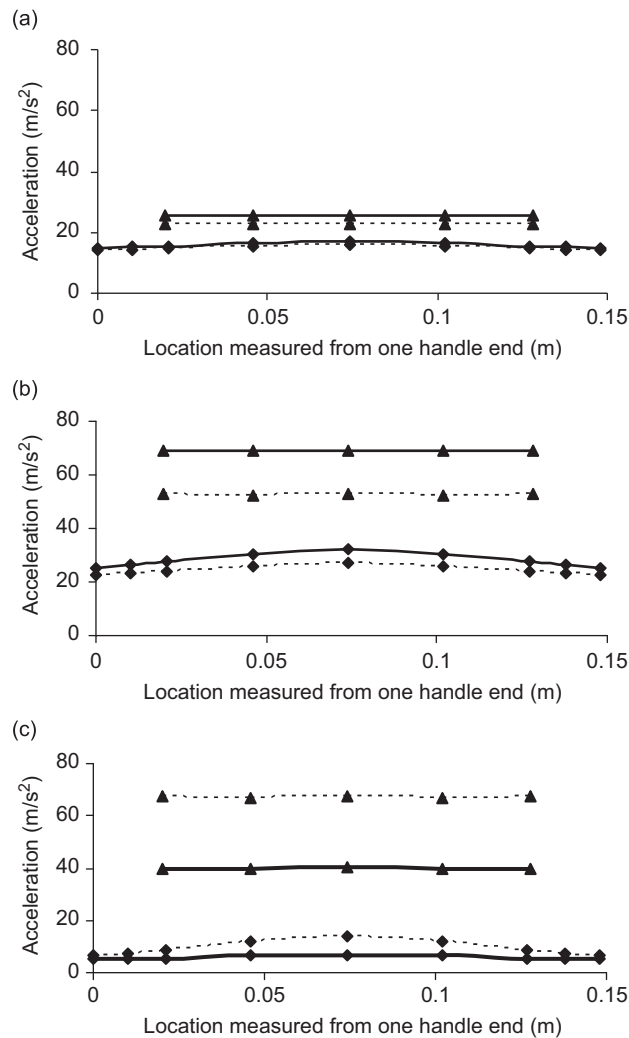 (a)
80
60
40
20
0
Acceleration (m/s²)
0 0.05 0.1 0.15
Location measured from one handle end (m)
(b)
80
60
40
20
0
Acceleration (m/s²)
0 0.05 0.1 0.15
Location measured from one handle end (m)
(c)
80
60
40
20
0
Acceleration (m/s²)
0 0.05 0.1 0.15
Location measured from one handle end (m)